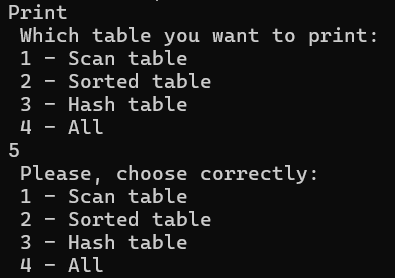 Print
Which table you want to print:
1 - Scan table
2 - Sorted table
3 - Hash table
4 - All
5
Please, choose correctly:
1 - Scan table
2 - Sorted table
3 - Hash table
4 - All